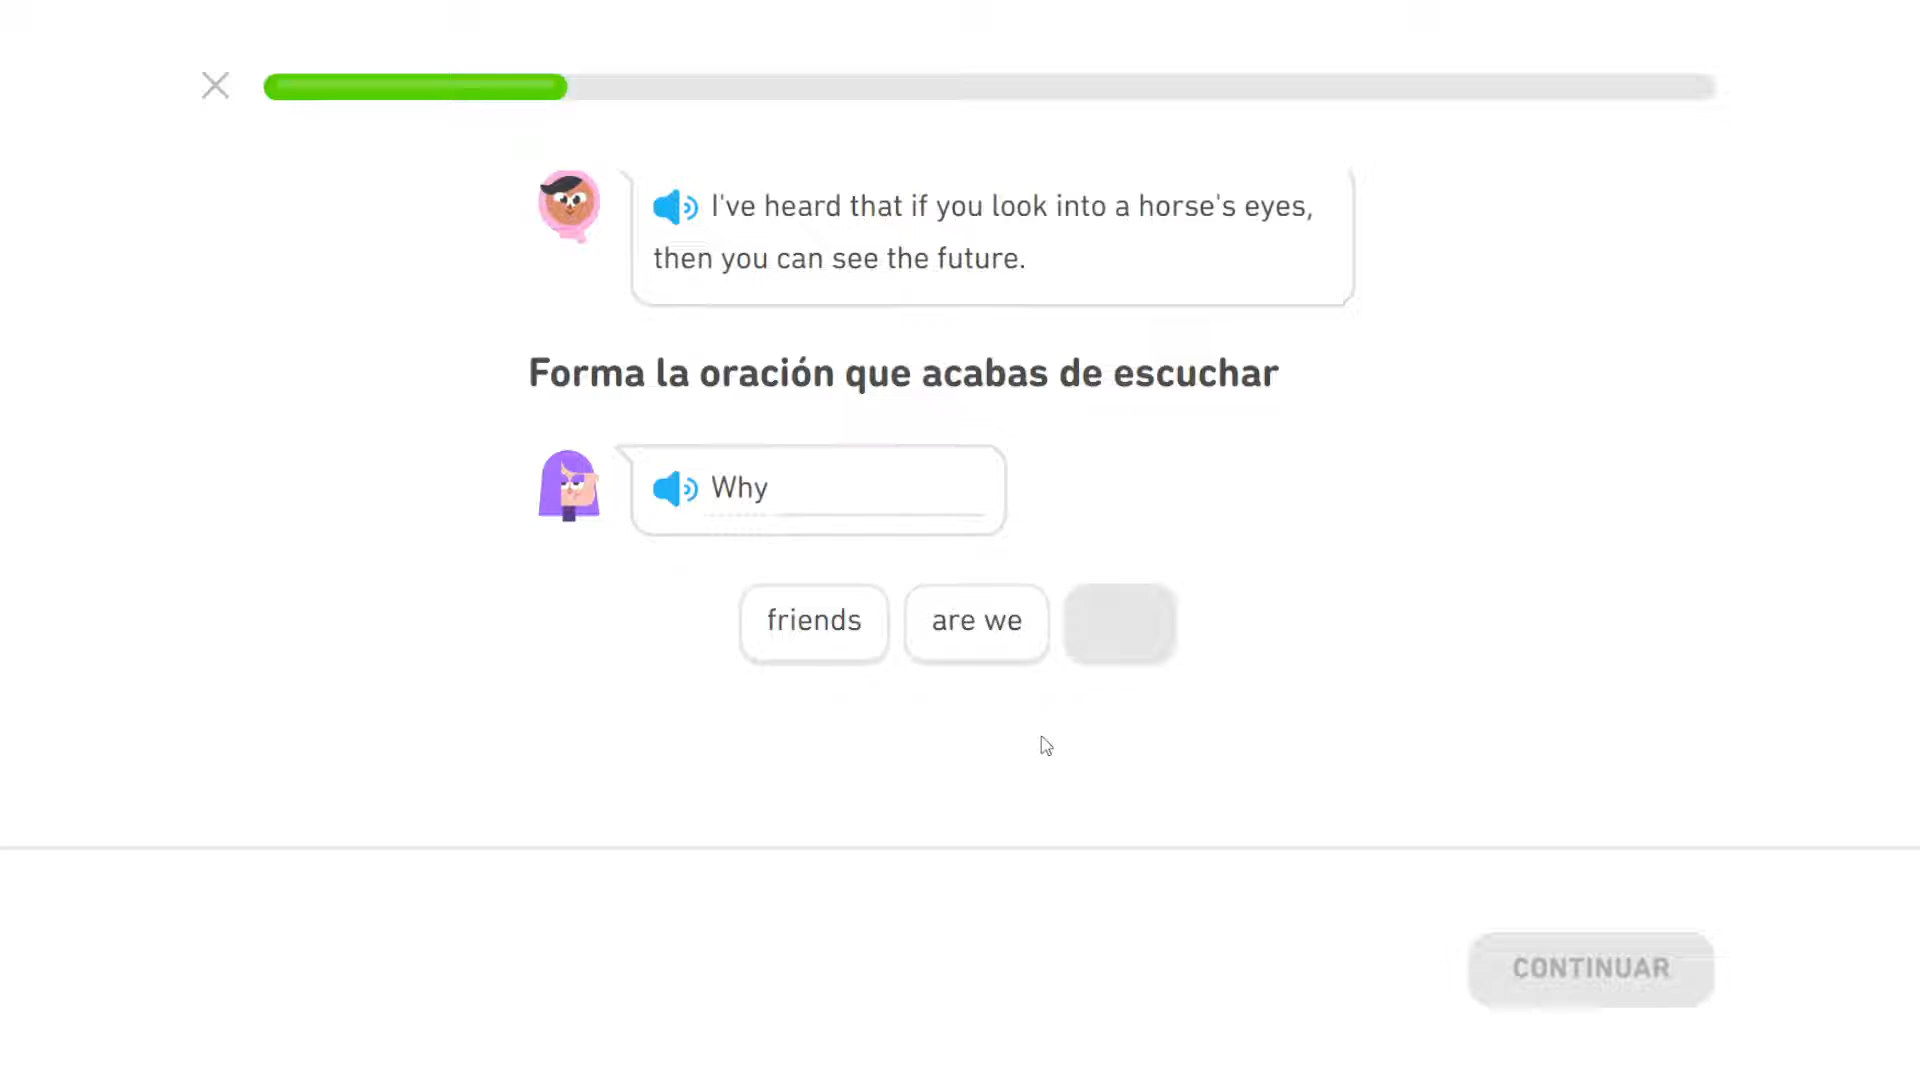 I've heard that if you look into a horse's eyes,
then you can see the future.
Forma la oración que acabas de escuchar
Why
friends are we
CONTINUAR